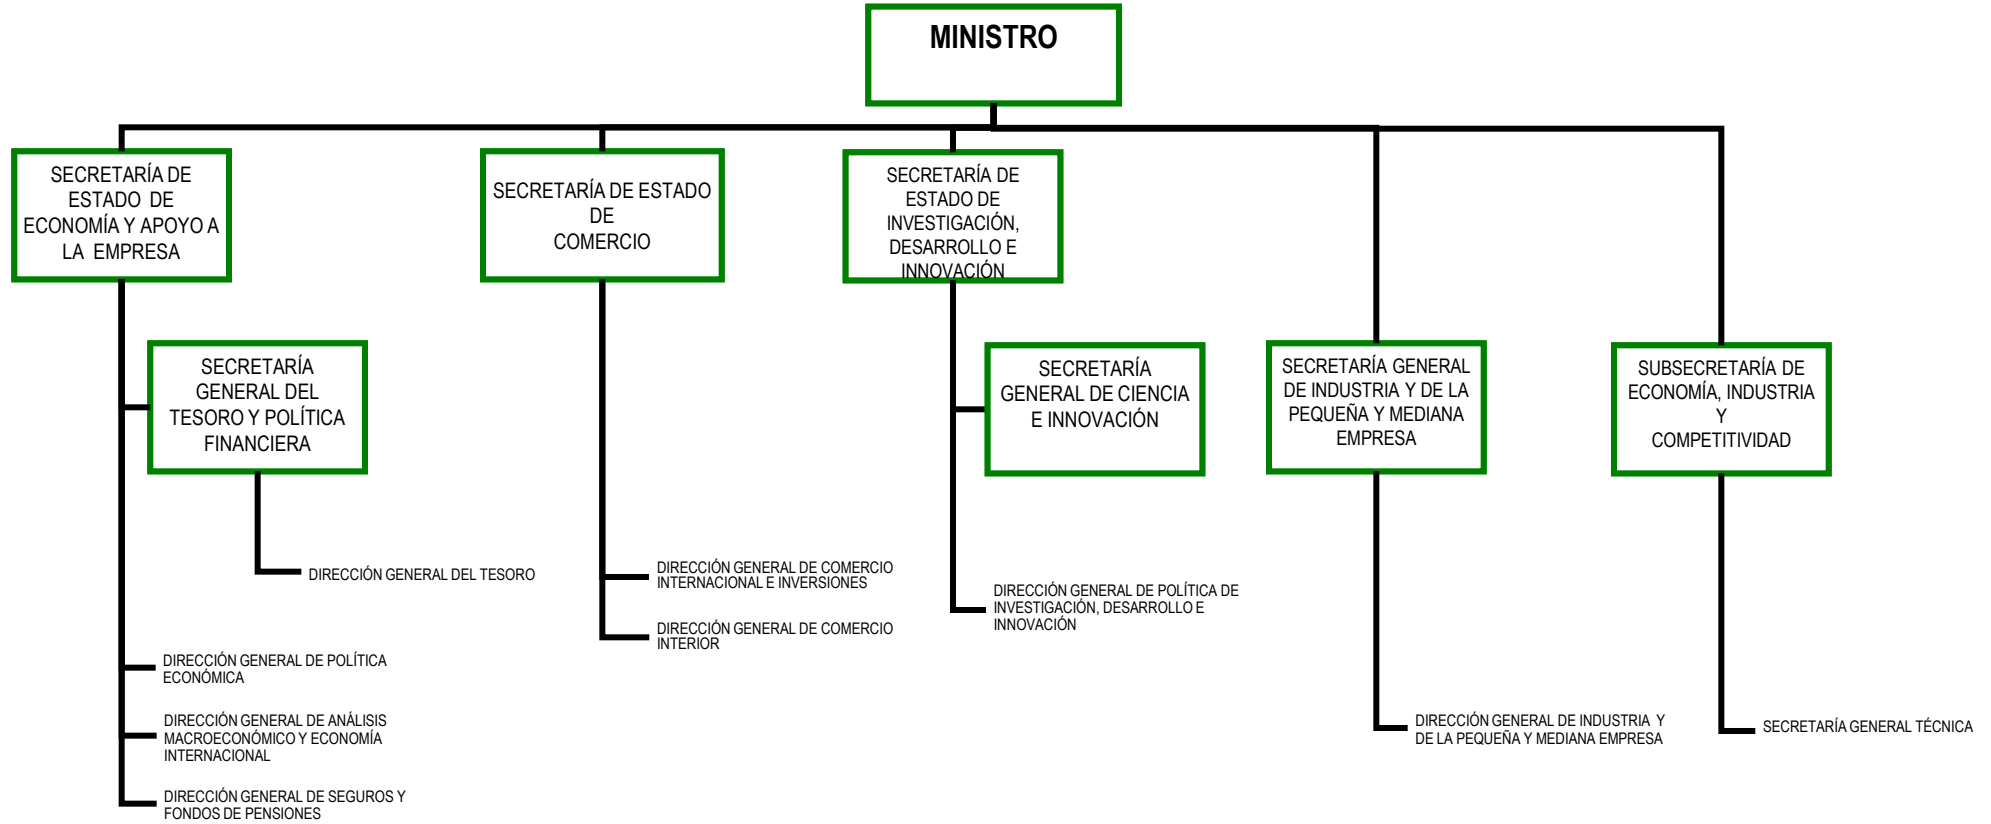 MINISTRO
SECRETARÍA DE
ESTADO DE
ECONOMÍA Y APOYO A
LA EMPRESA
SECRETARÍA DE ESTADO
DE
COMERCIO
SECRETARÍA DE
ESTADO DE
INVESTIGACIÓN,
DESARROLLO E
INNOVACIÓN
SECRETARÍA
GENERAL DEL
TESORO Y POLÍTICA
FINANCIERA
SECRETARÍA
GENERAL DE CIENCIA
E INNOVACIÓN
SECRETARÍA GENERAL
DE INDUSTRIA Y DE LA
PEQUEÑA Y MEDIANA
EMPRESA
SUBSECRETARÍA DE
ECONOMÍA, INDUSTRIA
Y
COMPETITIVIDAD
DIRECCIÓN GENERAL DEL TESORO
DIRECCIÓN GENERAL DE COMERCIO
INTERNACIONAL E INVERSIONES
DIRECCIÓN GENERAL DE COMERCIO
INTERIOR
DIRECCIÓN GENERAL DE POLÍTICA DE
INVESTIGACIÓN, DESARROLLO E
INNOVACIÓN
DIRECCIÓN GENERAL DE POLÍTICA
ECONÓMICA
DIRECCIÓN GENERAL DE ANÁLISIS
MACROECONÓMICO Y ECONOMÍA
INTERNACIONAL
DIRECCIÓN GENERAL DE SEGUROS Y
FONDOS DE PENSIONES
DIRECCIÓN GENERAL DE INDUSTRIA Y
DE LA PEQUEÑA Y MEDIANA EMPRESA
SECRETARÍA GENERAL TÉCNICA